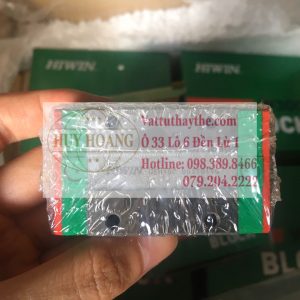 HIWIN.
HIWIN
HUY HOANG
Vattuthaythe.com
Ô 33 Lô 6 Đền Lừ 1
Hotline: 098.389.8466
079.204.2222
BLOCK